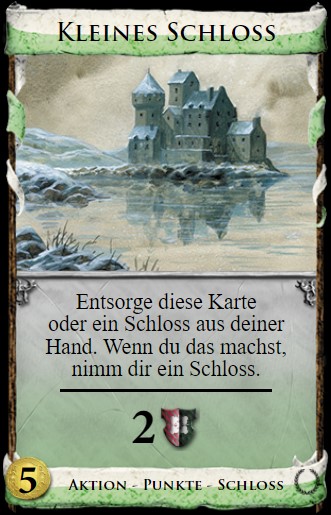 KLEINES SCHLOSS
Entsorge diese Karte
oder ein Schloss aus deiner
Hand. Wenn du das machst,
nimm dir ein Schloss.
2
5 AKTION - PUNKTE - SCHLOSS